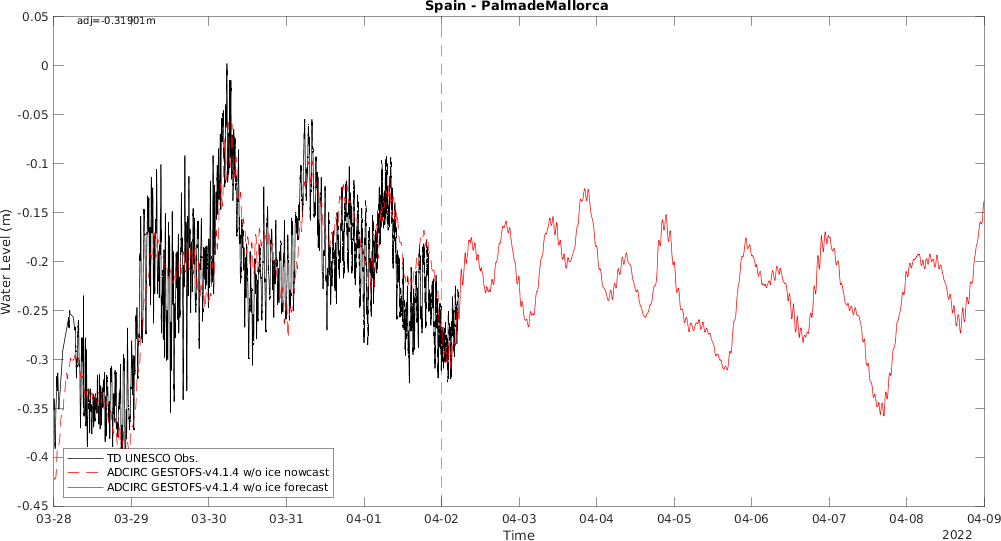 Spain - PalmadeMallorca
adj=-0.31901m
0.05
0
-0.05
-0.1
-0.15
-0.2
-0.25
-0.3
-0.35
-0.4
-0.45
Water Level (m)
TD UNESCO Obs.
ADCIRC GESTOFS-v4.1.4 w/o ice nowcast
ADCIRC GESTOFS-v4.1.4 w/o ice forecast
03-28 03-29 03-30 03-31 04-01 04-02 04-03 04-04 04-05 04-06 04-07 04-08 04-09
Time
2022